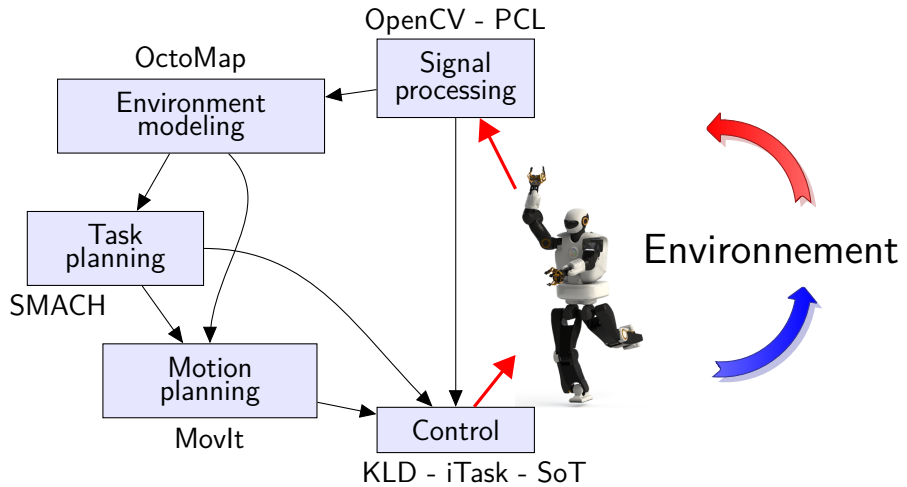 OpenCV - PCL
Signal
processing
OctoMap
Environment
modeling
Task
planning
SMACH
Motion
planning
MovIt
Control
KLD - iTask - SoT
Environnement